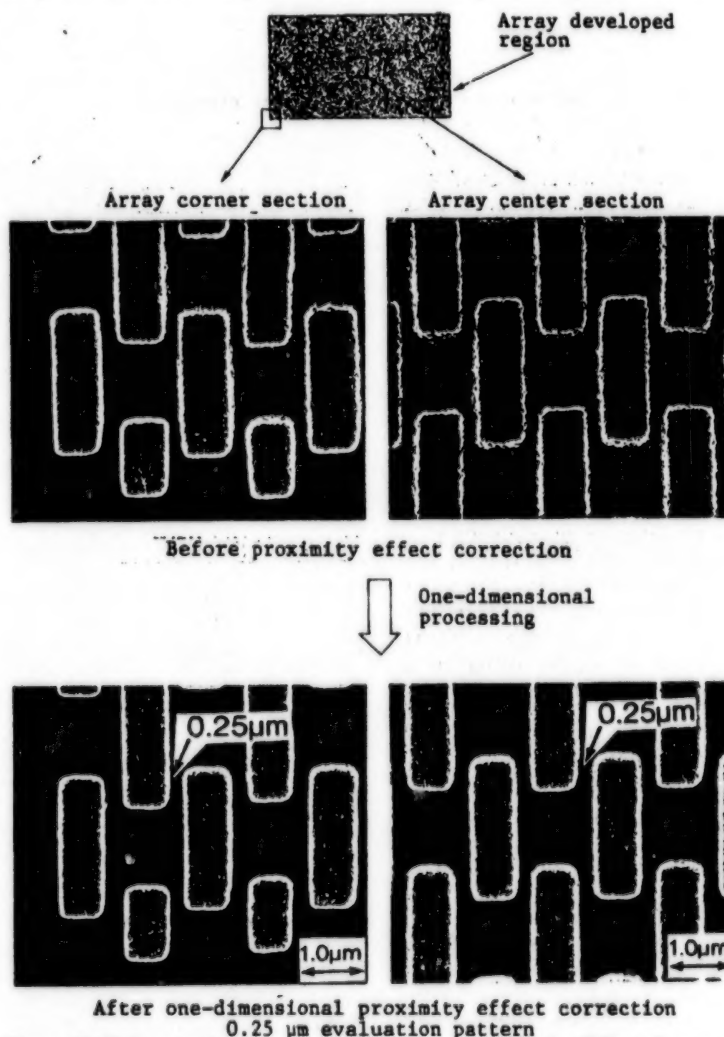 Array developed
region
Array corner section
Array center section
Before proximity effect correction
One-dimensional
processing
0.25μm
0.25μm
1.0μm
1.0μm
After one-dimensional proximity effect correction
0.25 μm evaluation pattern